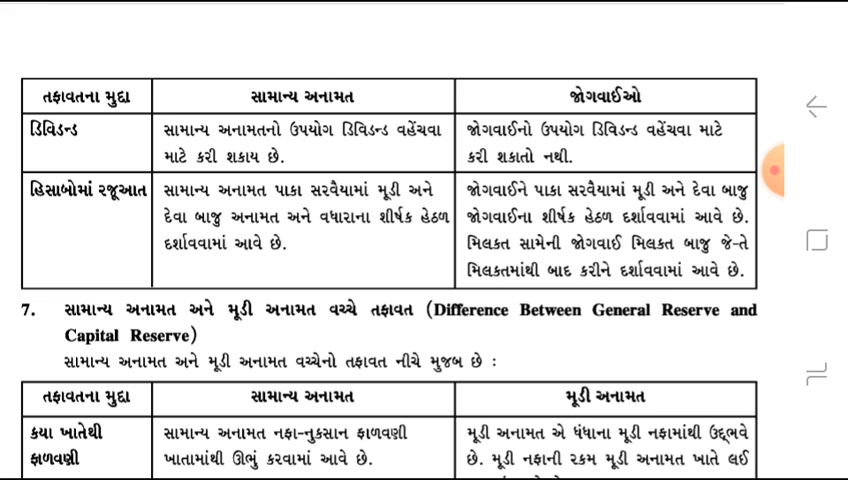 તફાવતના મુદ્દા સામાન્ય અનામત જોગવાઈઓ
ડિવિડન્ડ સામાન્ય અનામતનો ઉપયોગ ડિવિડન્ડ વહેંચવા જોગવાઈનો ઉપયોગ ડિવિડન્ડ વહેંચવા માટે
માટે કરી શકાય છે. કરી શકાતો નથી.
હિસાબોમાં રજૂઆત સામાન્ય અનામત પાકા સરવૈયામાં મૂડી અને જોગવાઈને પાકા સરવૈયામાં મૂડી અને દેવા બાજુ
દેવા બાજુ અનામત અને વધારાના શીર્ષક હેઠળ જોગવાઈના શીર્ષક હેઠળ દર્શાવવામાં આવે છે.
દર્શાવવામાં આવે છે. મિલકત સામેની જોગવાઈ મિલકત બાજુ જે-તે
મિલકતમાંથી બાદ કરીને દર્શાવવામાં આવે છે.
7. સામાન્ય અનામત અને મૂડી અનામત વચ્ચે તફાવત (Difference Between General Reserve and
Capital Reserve)
સામાન્ય અનામત અને મૂડી અનામત વચ્ચેનો તફાવત નીચે મુજબ છે :
તફાવતના મુદ્દા સામાન્ય અનામત મૂડી અનામત
કયા ખાતેથી સામાન્ય અનામત નફા-નુકસાન ફાળવણી મૂડી અનામત એ ધંધાના મૂડી નફામાંથી ઉદ્ભવે
ફાળવણી ખાતામાંથી ઊભું કરવામાં આવે છે. છે. મૂડી નફાની રકમ મૂડી અનામત ખાતે લઈ